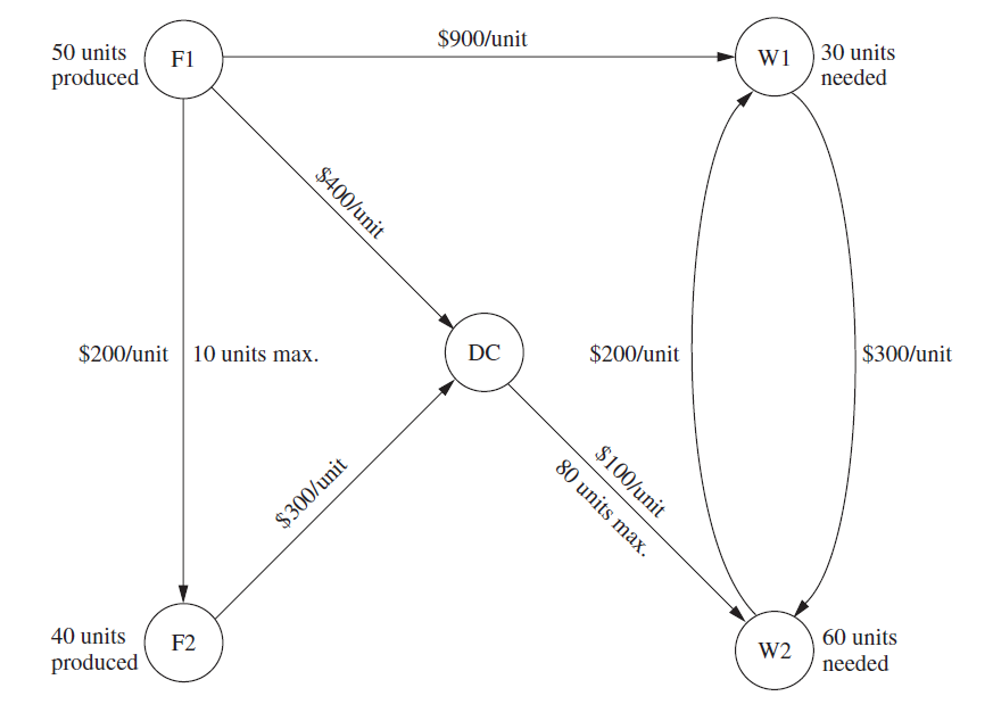 $900/unit
50 units
produced
F1
W1
30 units
needed
$400/unit
$200/unit
10 units max.
DC
$200/unit
$300/unit
$300/unit
$100/unit
80 units max.
40 units
produced
F2
W2
60 units
needed